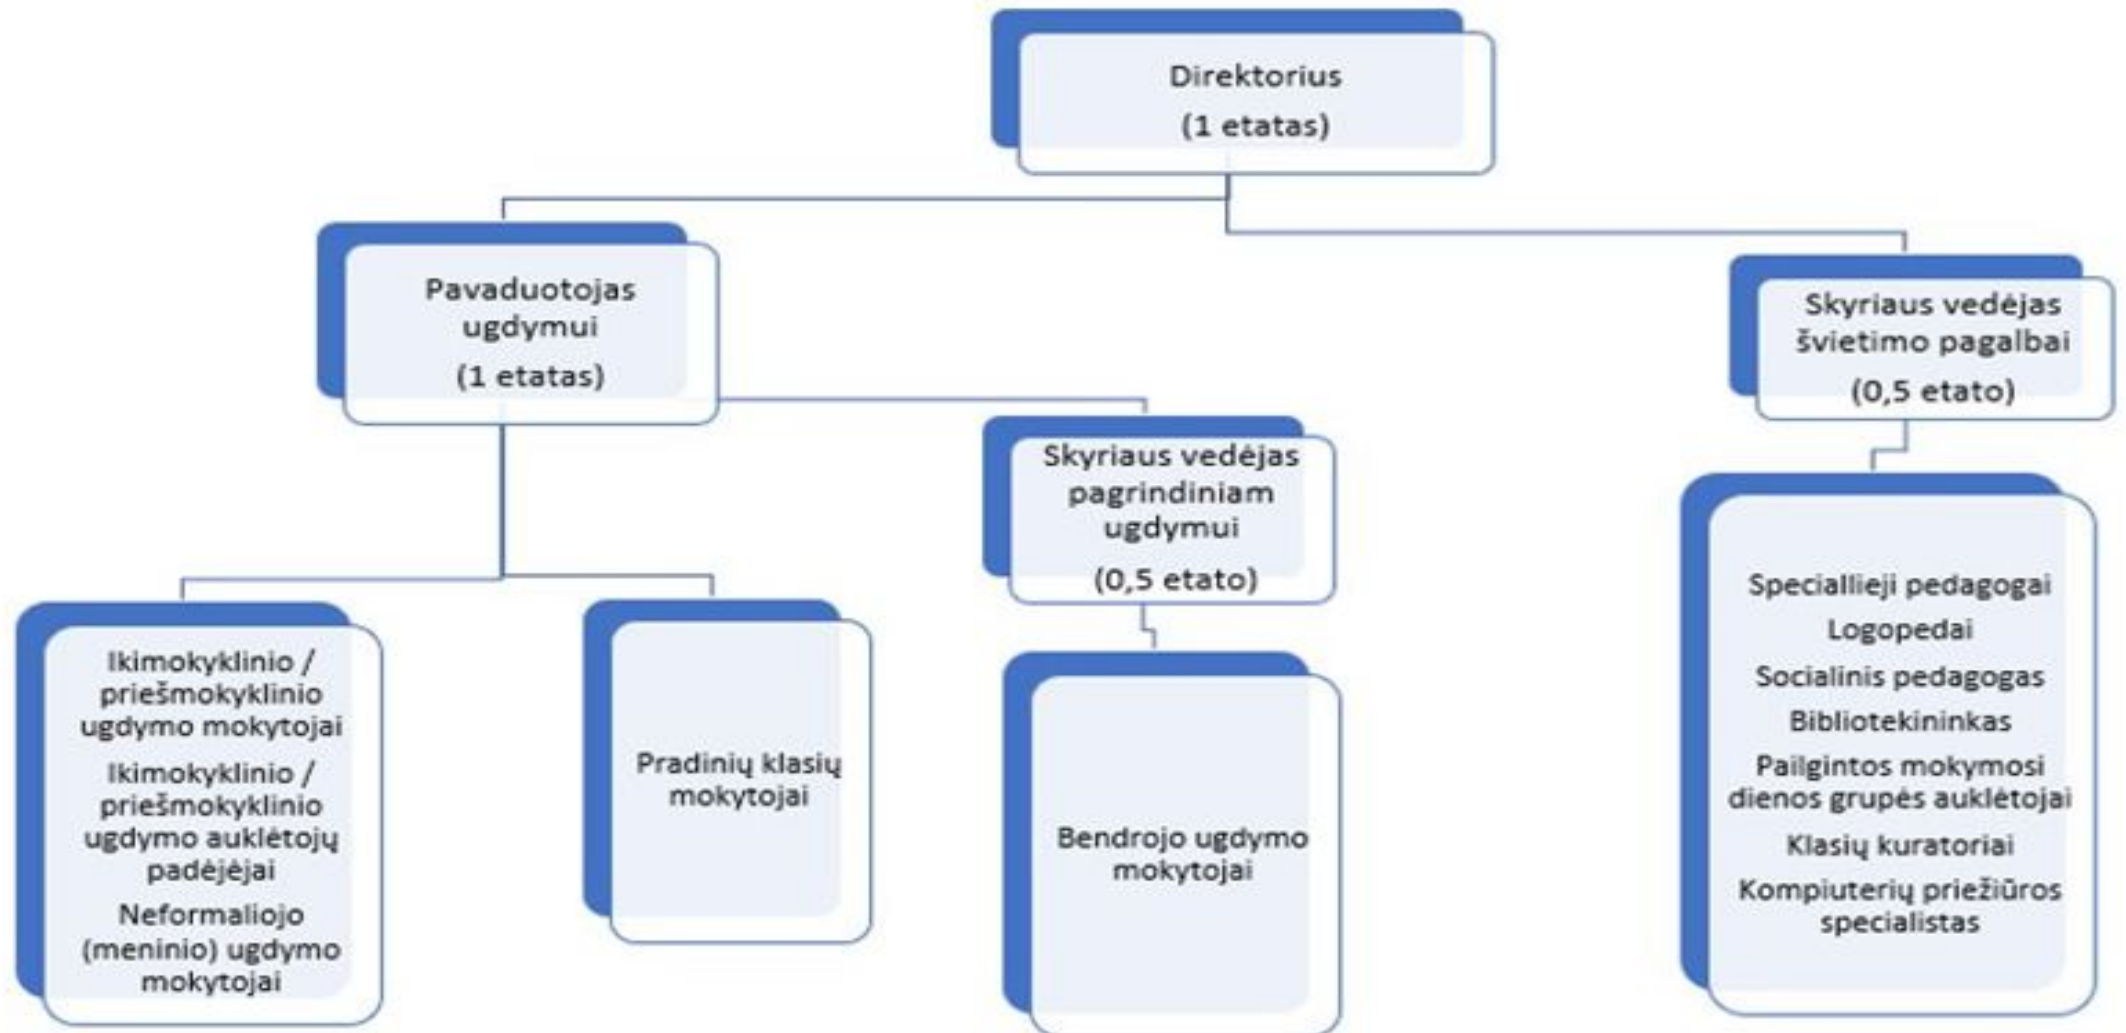 Direktorius
(1 etatas)
Pavaduotojas
ugdymui
(1 etatas)
Skyriaus vedėjas
švietimo pagalbai
(0,5 etato)
Skyriaus vedėjas
pagrindiniam
ugdymui
(0,5 etato)
Ikimokyklinio /
priešmokyklinio
ugdymo mokytojai
Ikimokyklinio /
priešmokyklinio
ugdymo auklėtojų
padėjėjai
Neformaliojo
(meninio) ugdymo
mokytojai
Pradinių klasių
mokytojai
Bendrojo ugdymo
mokytojai
Speciallieji pedagogai
Logopedai
Socialinis pedagogas
Bibliotekininkas
Pailgintos mokymosi
dienos grupės auklėtojai
Klasių kuratoriai
Kompiuterių priežiūros
specialistas